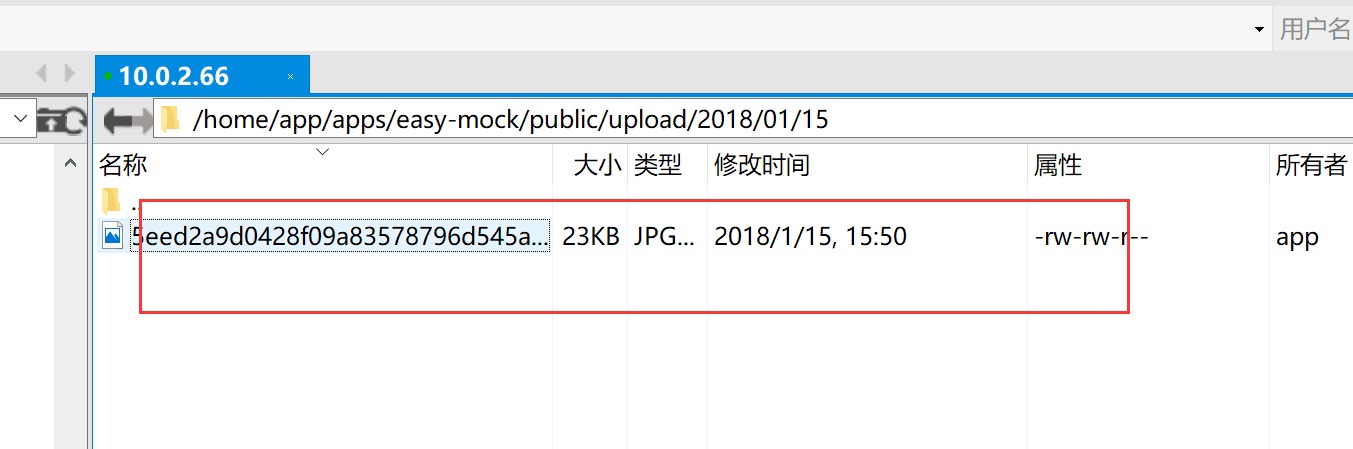 用户名
10.0.2.66 ×
/home/app/apps/easy-mock/public/upload/2018/01/15
名称 大小 类型 修改时间 属性 所有者
..
5eed2a9d0428f09a83578796d545a... 23KB JPG... 2018/1/15, 15:50 -rw-rw-r-- app